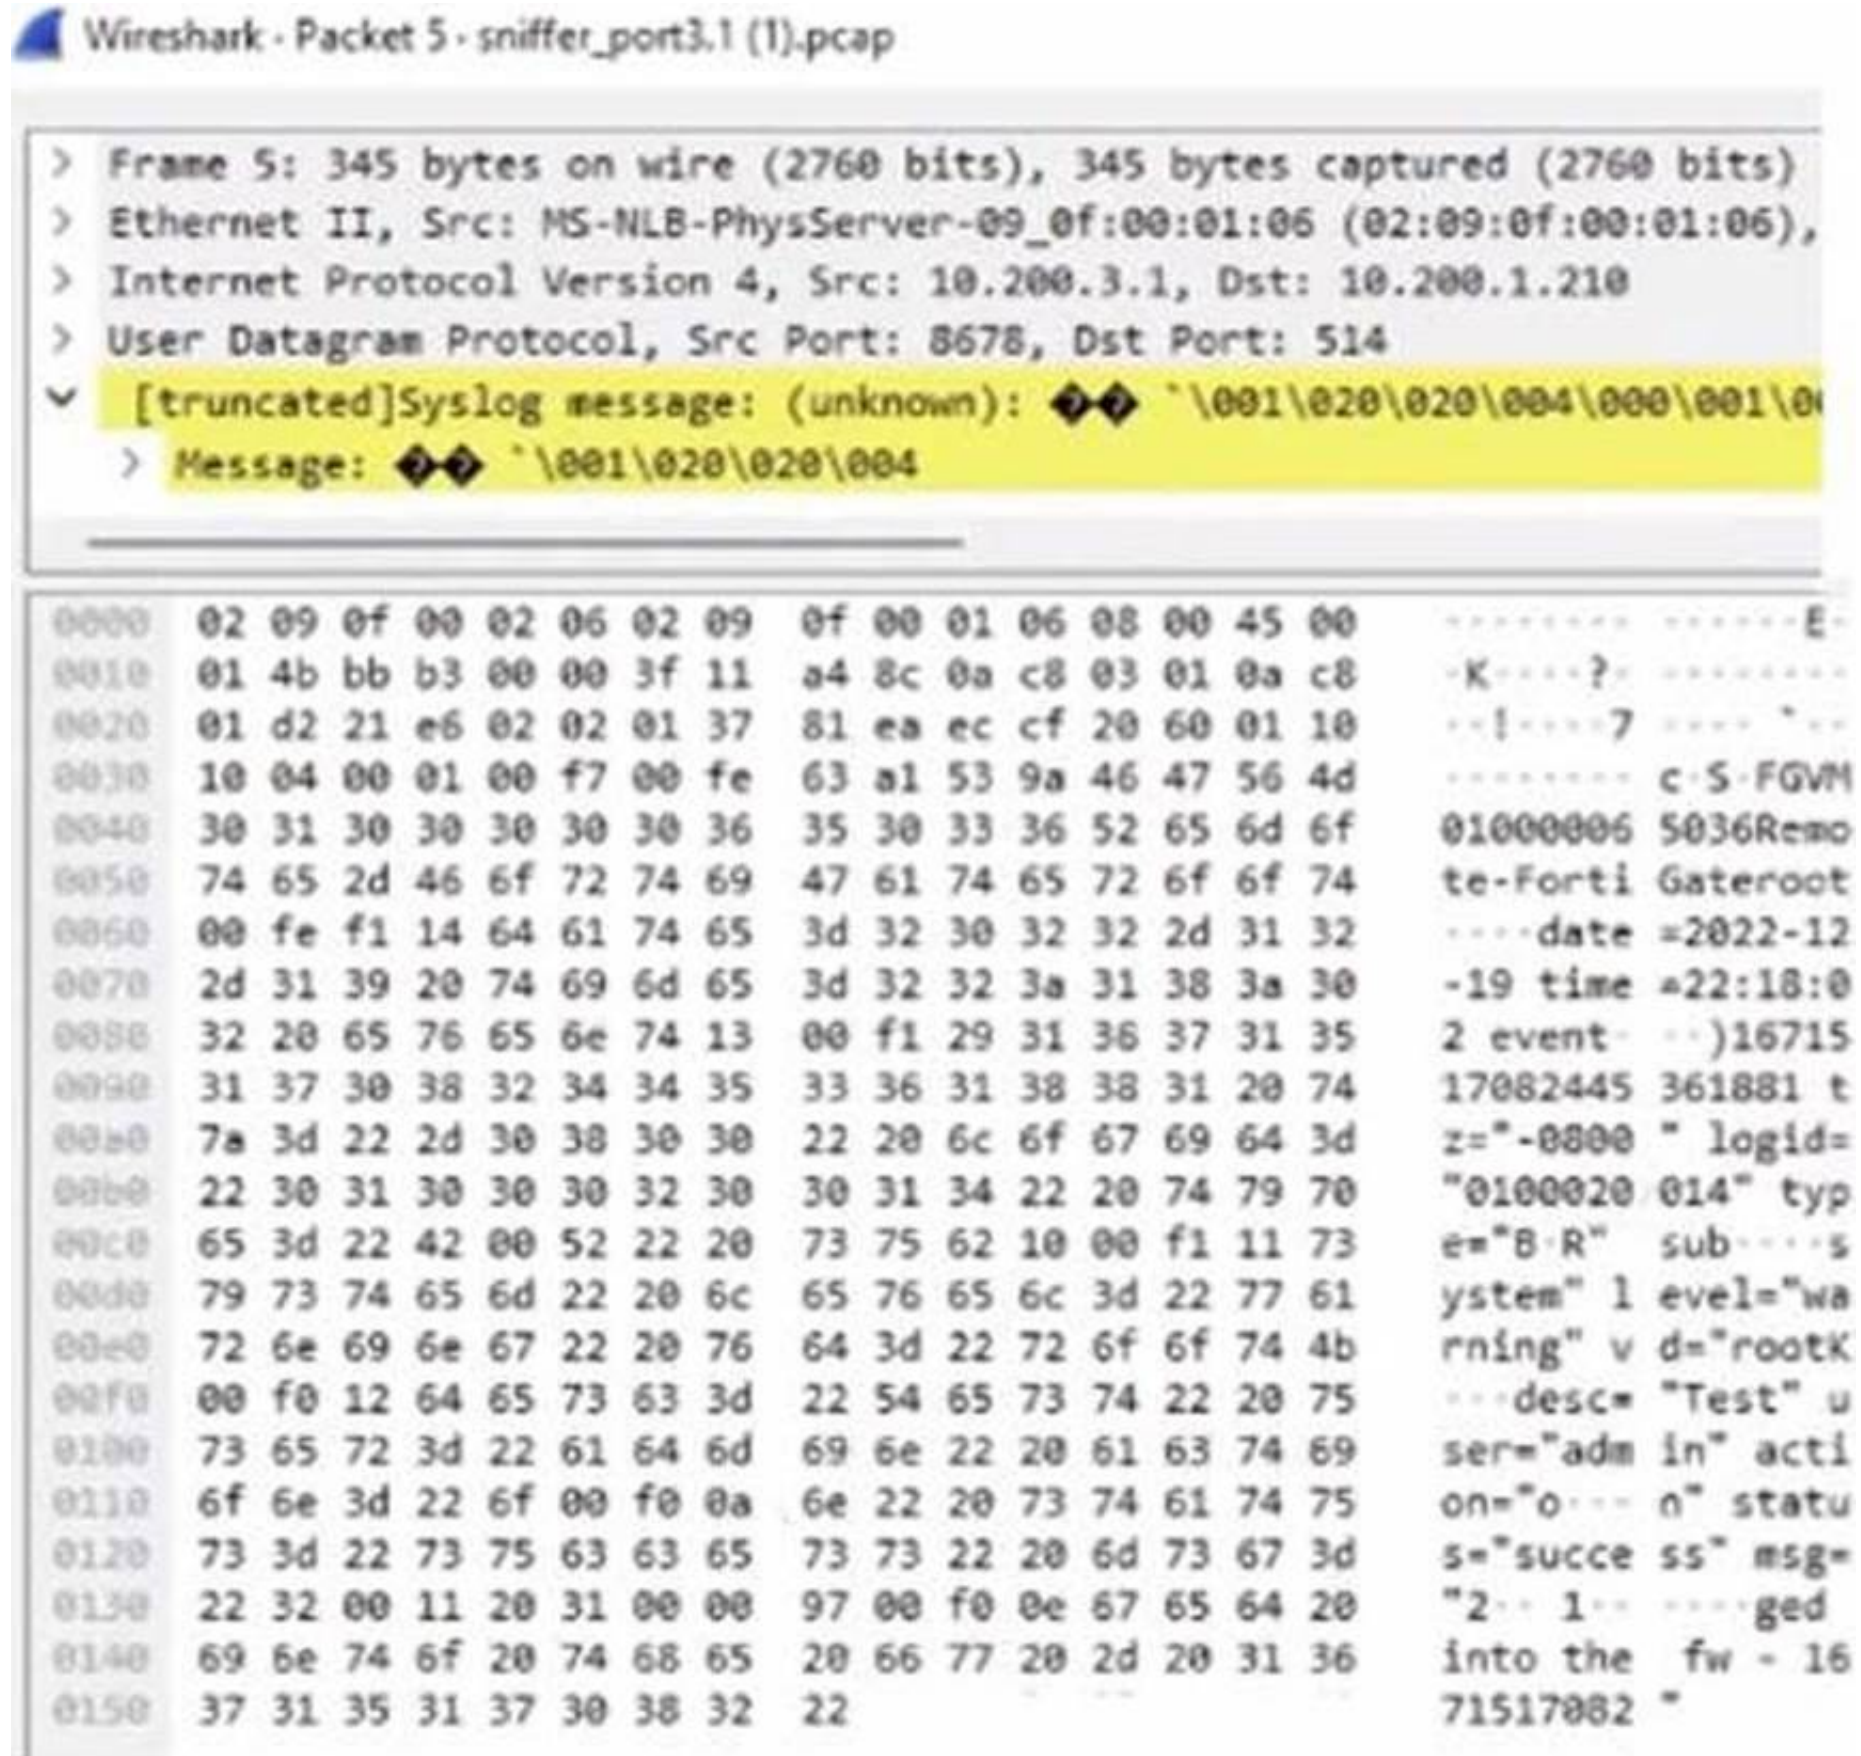 Wireshark · Packet 5 · sniffer_port3.1 (1).pcap
> Frame 5: 345 bytes on wire (2760 bits), 345 bytes captured (2760 bits)
> Ethernet II, Src: MS-NLB-PhysServer-09_0f:00:01:06 (02:09:0f:00:01:06),
> Internet Protocol Version 4, Src: 10.200.3.1, Dst: 10.200.1.210
> User Datagram Protocol, Src Port: 8678, Dst Port: 514
[truncated]Syslog message: (unknown): �� `\001\020\020\004\000\001\00
> Message: �� `\001\020\020\004
0000 02 09 0f 00 02 06 02 09 0f 00 01 06 08 00 45 00 ········ ······E·
0010 01 4b bb b3 00 00 3f 11 a4 8c 0a c8 03 01 0a c8 ·K····?· ········
0020 01 d2 21 e6 02 02 01 37 81 ea ec cf 20 60 01 10 ··!····7 ···· `··
0030 10 04 00 01 00 f7 00 fe 63 a1 53 9a 46 47 56 4d ········ c·S·FGVM
0040 30 31 30 30 30 30 30 36 35 30 33 36 52 65 6d 6f 01000006 5036Remo
0050 74 65 2d 46 6f 72 74 69 47 61 74 65 72 6f 6f 74 te-Forti Gateroot
0060 00 fe f1 14 64 61 74 65 3d 32 30 32 32 2d 31 32 ····date =2022-12
0070 2d 31 39 20 74 69 6d 65 3d 32 32 3a 31 38 3a 30 -19 time =22:18:0
0080 32 20 65 76 65 6e 74 13 00 f1 29 31 36 37 31 35 2 event· ··)16715
0090 31 37 30 38 32 34 34 35 33 36 31 38 38 31 20 74 17082445 361881 t
00a0 7a 3d 22 2d 30 38 30 30 22 20 6c 6f 67 69 64 3d z="-0800 " logid=
00b0 22 30 31 30 30 30 32 30 30 31 34 22 20 74 79 70 "0100020 014" typ
00c0 65 3d 22 42 00 52 22 20 73 75 62 10 00 f1 11 73 e="B·R" sub····s
00d0 79 73 74 65 6d 22 20 6c 65 76 65 6c 3d 22 77 61 ystem" l evel="wa
00e0 72 6e 69 6e 67 22 20 76 64 3d 22 72 6f 6f 74 4b rning" v d="rootK
00f0 00 f0 12 64 65 73 63 3d 22 54 65 73 74 22 20 75 ···desc= "Test" u
0100 73 65 72 3d 22 61 64 6d 69 6e 22 20 61 63 74 69 ser="adm in" acti
0110 6f 6e 3d 22 6f 00 f0 0a 6e 22 20 73 74 61 74 75 on="o··· n" statu
0120 73 3d 22 73 75 63 63 65 73 73 22 20 6d 73 67 3d s="succe ss" msg=
0130 22 32 00 11 20 31 00 00 97 00 f0 0e 67 65 64 20 "2·· 1·· ····ged
0140 69 6e 74 6f 20 74 68 65 20 66 77 20 2d 20 31 36 into the fw - 16
0150 37 31 35 31 37 30 38 32 22 71517082 "